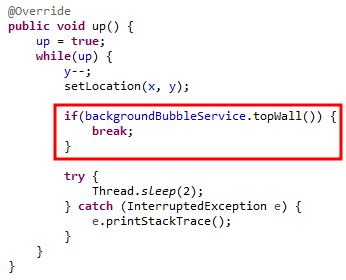 @Override
public void up() {
    up = true;
    while(up) {
        y--;
        setLocation(x, y);

        if(backgroundBubbleService.topWall()) {
            break;
        }

        try {
            Thread.sleep(2);
        } catch (InterruptedException e) {
            e.printStackTrace();
        }
    }
}